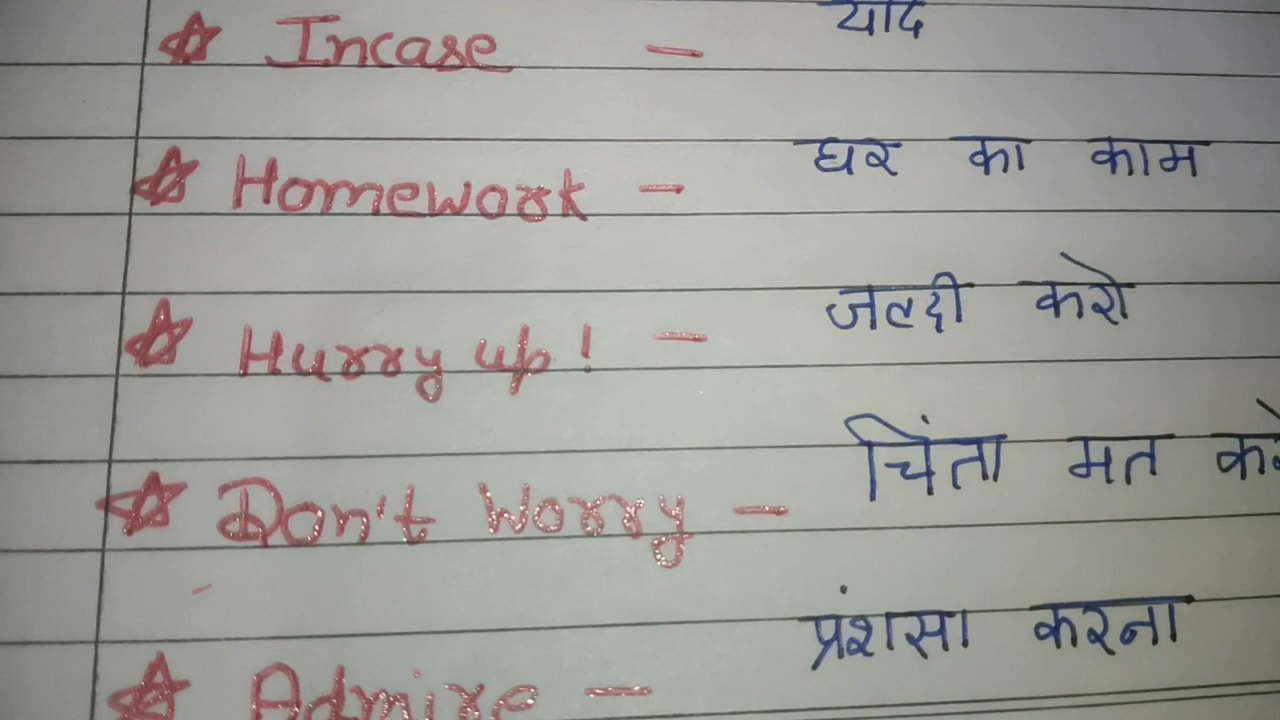 ☆ Incase - याद
☆ Homework - घर का काम
☆ Hurry up! - जल्दी करो
☆ Don't Worry - चिंता मत
☆ Admire - प्रंशसा करना